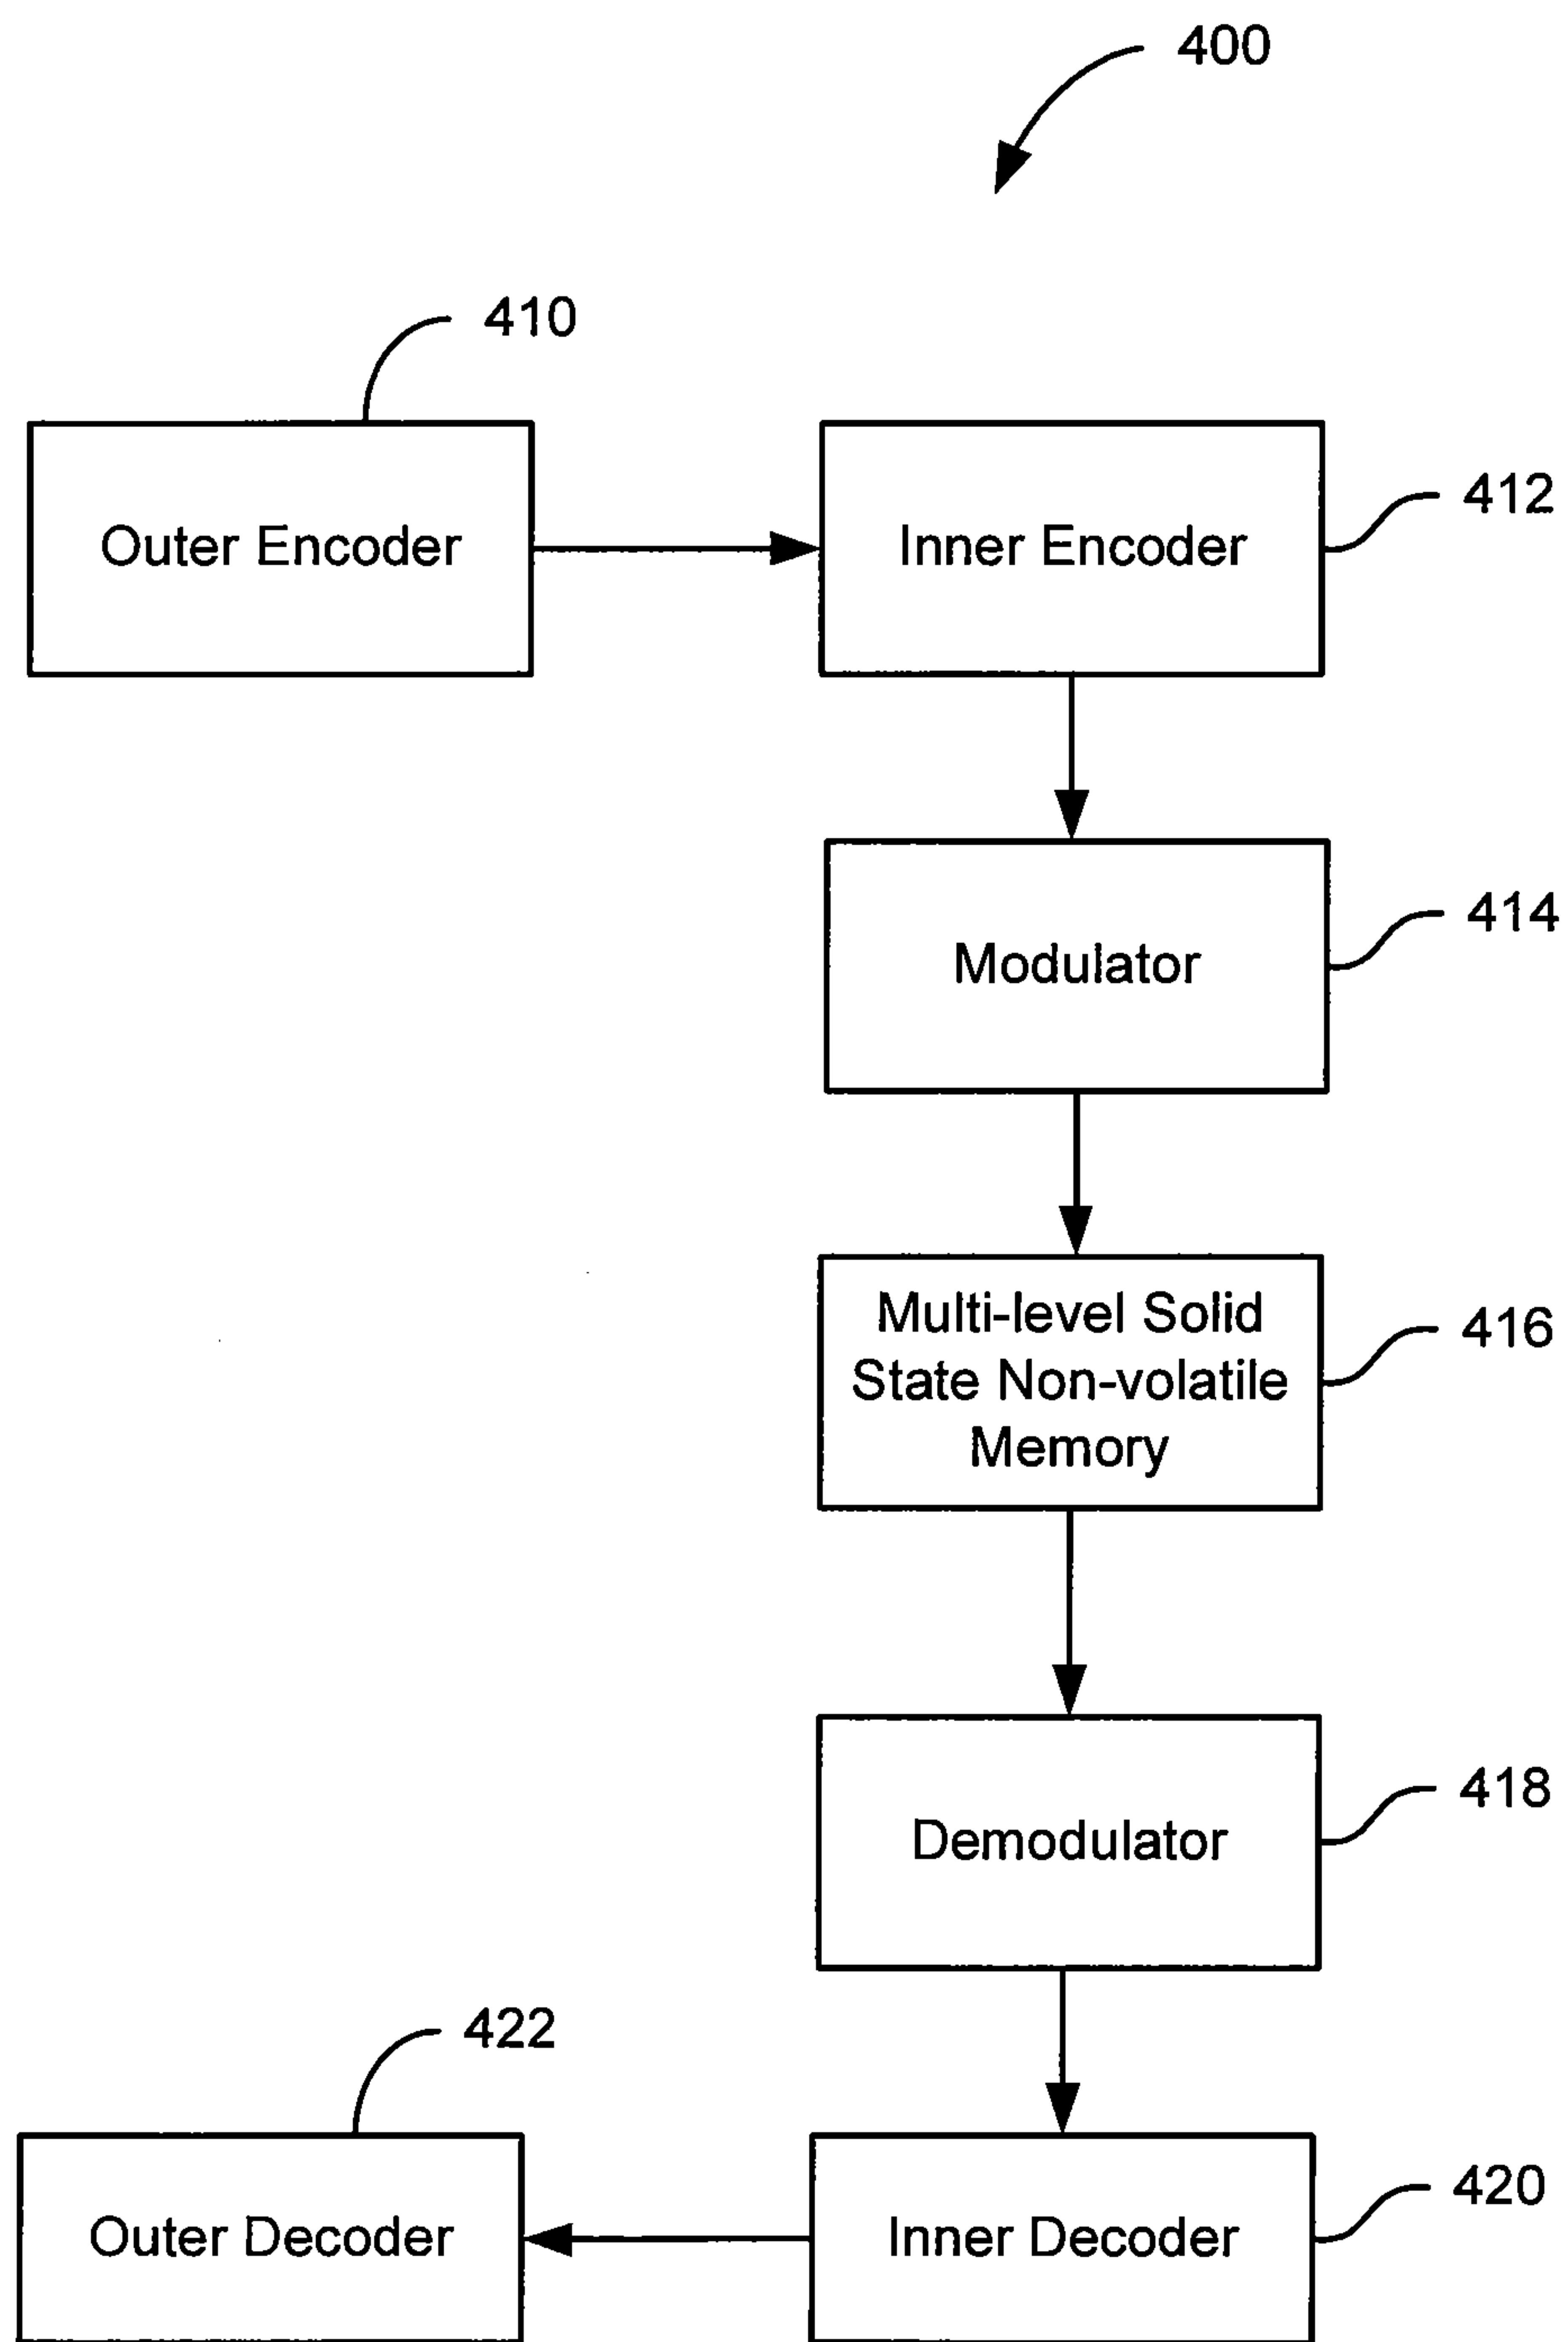 400
410
Outer Encoder
Inner Encoder
412
Modulator
414
Multi-level Solid
State Non-volatile
Memory
416
Demodulator
418
422
Outer Decoder
Inner Decoder
420